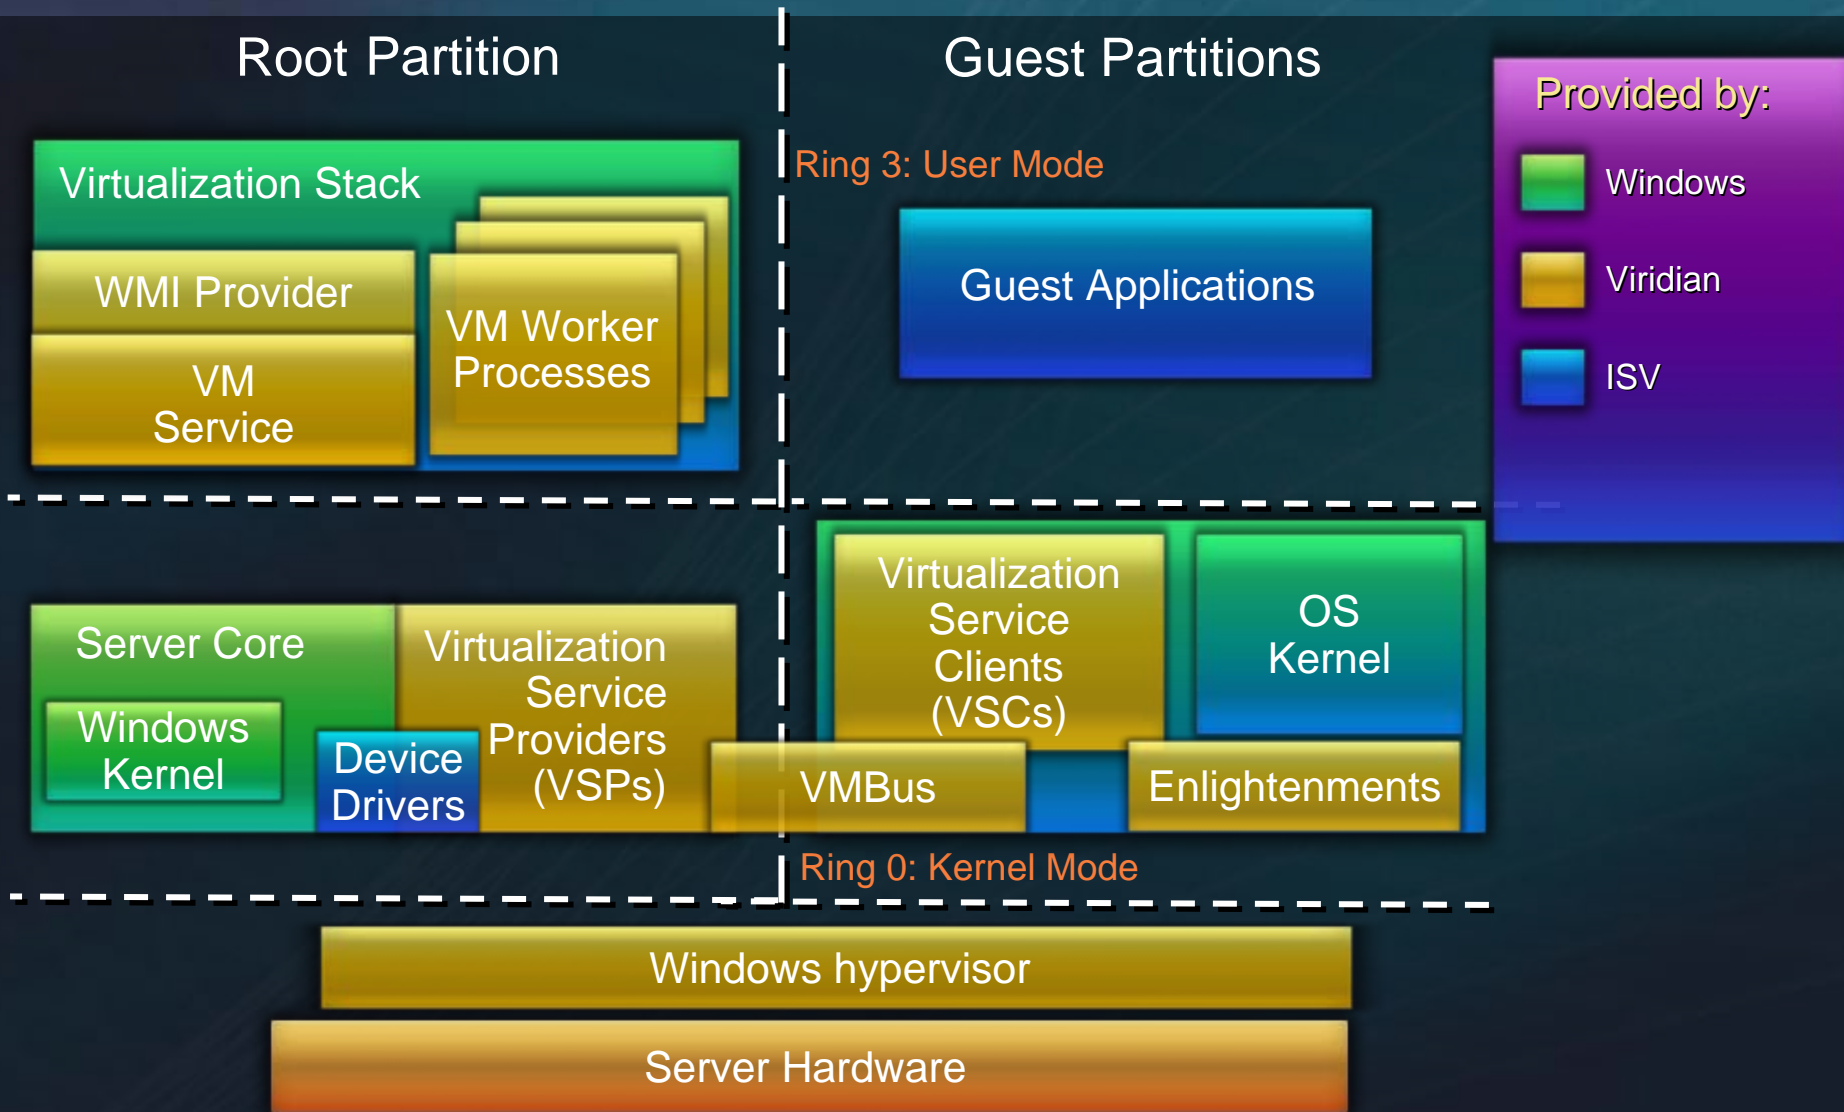 Root Partition
Guest Partitions
Provided by:
Windows
Viridian
ISV
Virtualization Stack
WMI Provider
VM
Service
VM Worker
Processes
Ring 3: User Mode
Guest Applications
Server Core
Windows
Kernel
Device
Drivers
Virtualization
Service
Providers
(VSPs)
VMBus
Virtualization
Service
Clients
(VSCs)
OS
Kernel
Enlightenments
Ring 0: Kernel Mode
Windows hypervisor
Server Hardware